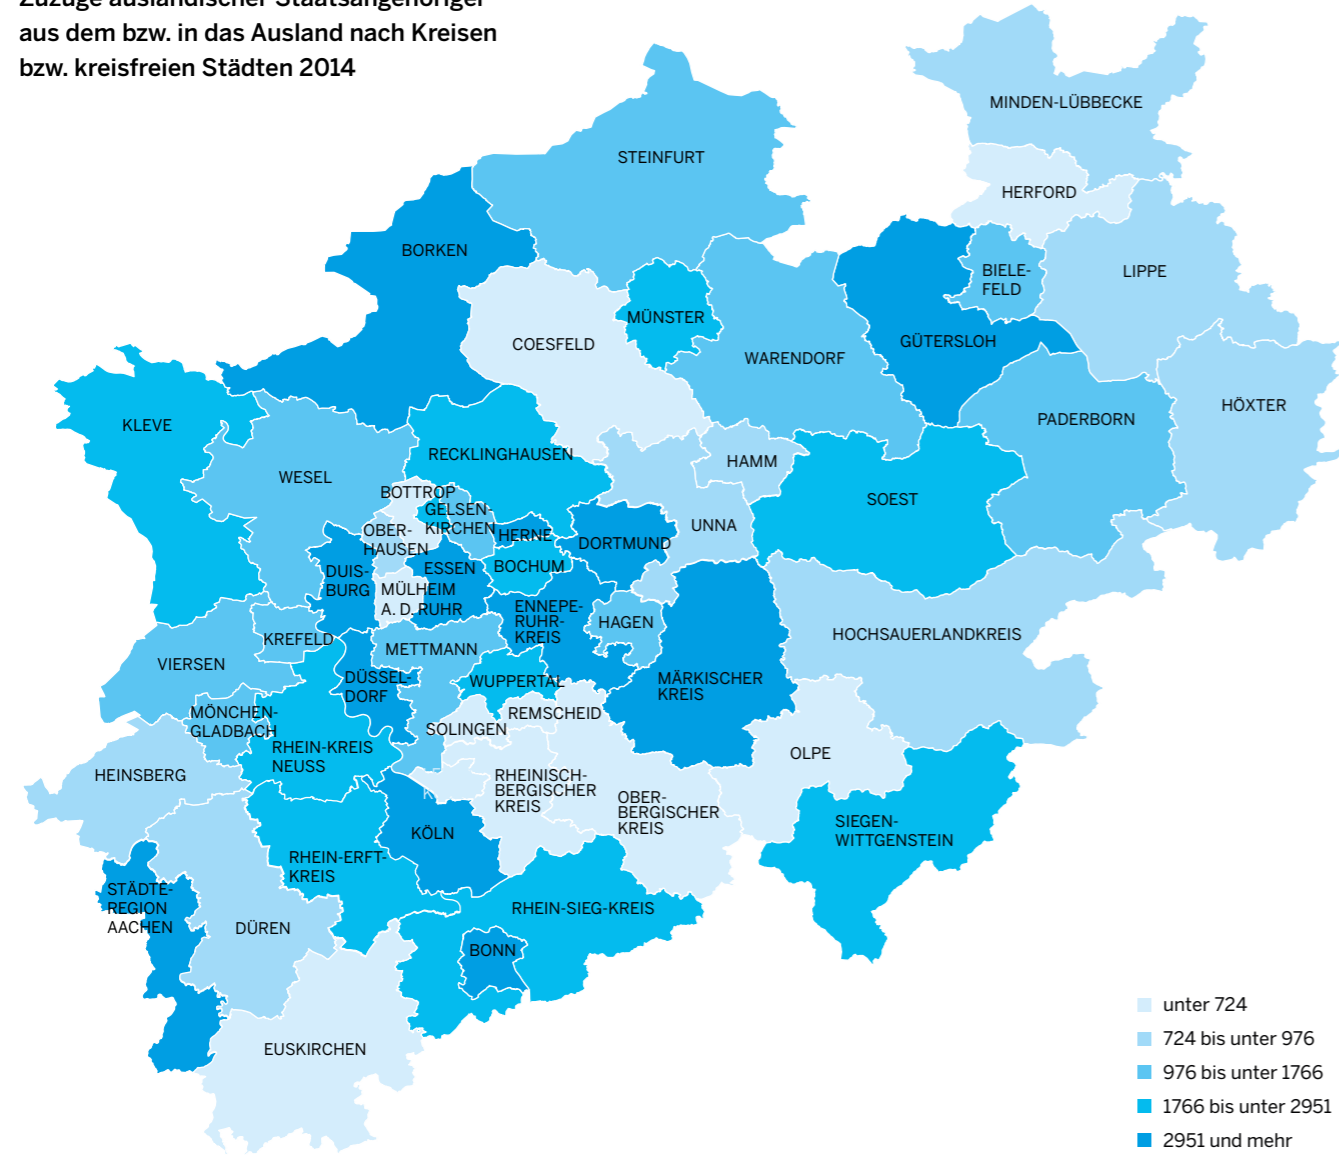 Zuzüge ausländischer Staatsangehöriger
aus dem bzw. in das Ausland nach Kreisen
bzw. kreisfreien Städten 2014
MINDEN-LÜBBECKE
STEINFURT
HERFORD
BORKEN
BIELE-
FELD
LIPPE
MÜNSTER
COESFELD
GÜTERSLOH
WARENDORF
HÖXTER
KLEVE
PADERBORN
RECKLINGHAUSEN
HAMM
WESEL
BOTTROP
SOEST
GELSEN-
KIRCHEN
UNNA
OBER-
HAUSEN
HERNE
DORTMUND
ESSEN
BOCHUM
DUIS-
BURG
MÜLHEIM
A. D. RUHR
ENNEPE-
RUHR-
KREIS
HAGEN
KREFELD
HOCHSAUERLANDKREIS
METTMANN
VIERSEN
DÜSSEL-
DORF
WUPPERTAL
MÄRKISCHER
KREIS
MÖNCHEN-
GLADBACH
REMSCHEID
SOLINGEN
RHEIN-KREIS
NEUSS
OLPE
HEINSBERG
RHEINISCH-
BERGISCHER
KREIS
OBER-
BERGISCHER
KREIS
KÖLN
SIEGEN-
WITTGENSTEIN
RHEIN-ERFT-
KREIS
STÄDTE-
REGION
AACHEN
RHEIN-SIEG-KREIS
DÜREN
BONN
EUSKIRCHEN
unter 724
724 bis unter 976
976 bis unter 1766
1766 bis unter 2951
2951 und mehr